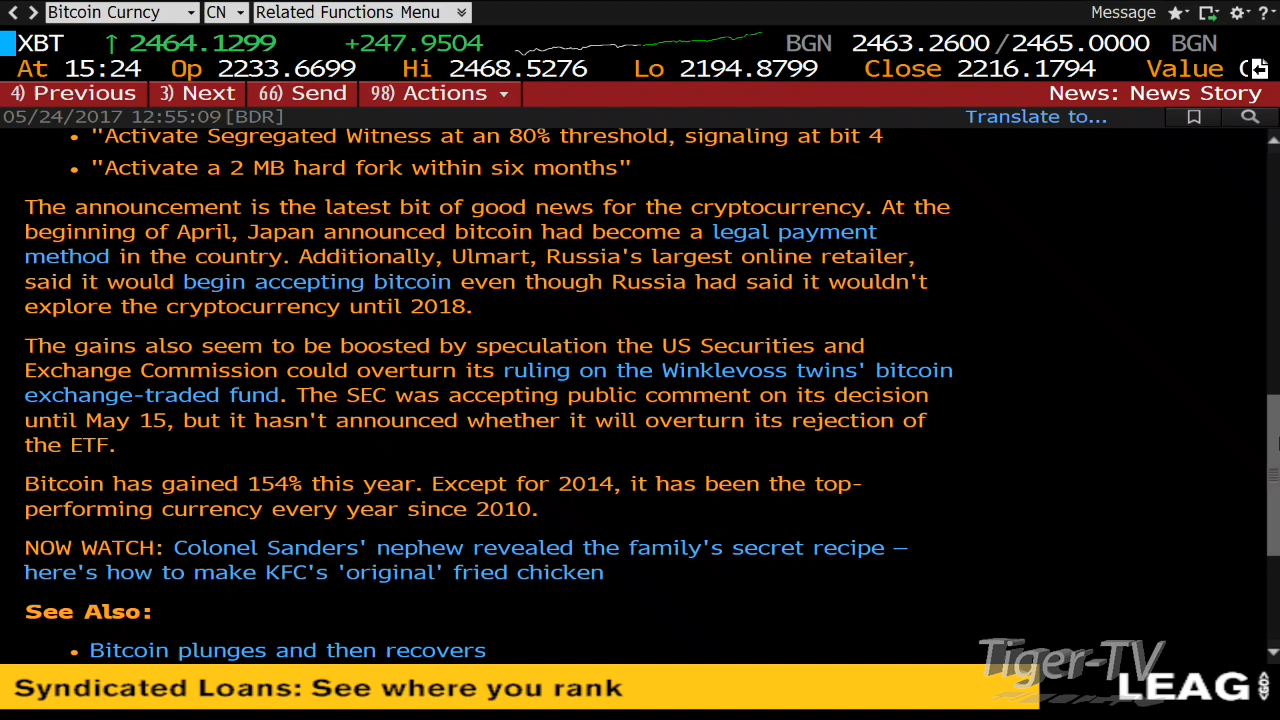 Bitcoin Curncy CN Related Functions Menu Message ?
XBT ↑ 2464.1299 +247.9504 BGN 2463.2600/2465.0000 BGN
At 15:24 Op 2233.6699 Hi 2468.5276 Lo 2194.8799 Close 2216.1794 Value
4) Previous 3) Next 66) Send 98) Actions News: News Story
05/24/2017 12:55:09 [BDR] Translate to...
• "Activate Segregated Witness at an 80% threshold, signaling at bit 4
• "Activate a 2 MB hard fork within six months"
The announcement is the latest bit of good news for the cryptocurrency. At the
beginning of April, Japan announced bitcoin had become a legal payment
method in the country. Additionally, Ulmart, Russia's largest online retailer,
said it would begin accepting bitcoin even though Russia had said it wouldn't
explore the cryptocurrency until 2018.
The gains also seem to be boosted by speculation the US Securities and
Exchange Commission could overturn its ruling on the Winklevoss twins' bitcoin
exchange-traded fund. The SEC was accepting public comment on its decision
until May 15, but it hasn't announced whether it will overturn its rejection of
the ETF.
Bitcoin has gained 154% this year. Except for 2014, it has been the top-
performing currency every year since 2010.
NOW WATCH: Colonel Sanders' nephew revealed the family's secret recipe —
here's how to make KFC's 'original' fried chicken
See Also:
• Bitcoin plunges and then recovers
Tiger-TV
Syndicated Loans: See where you rank LEAG <GO>